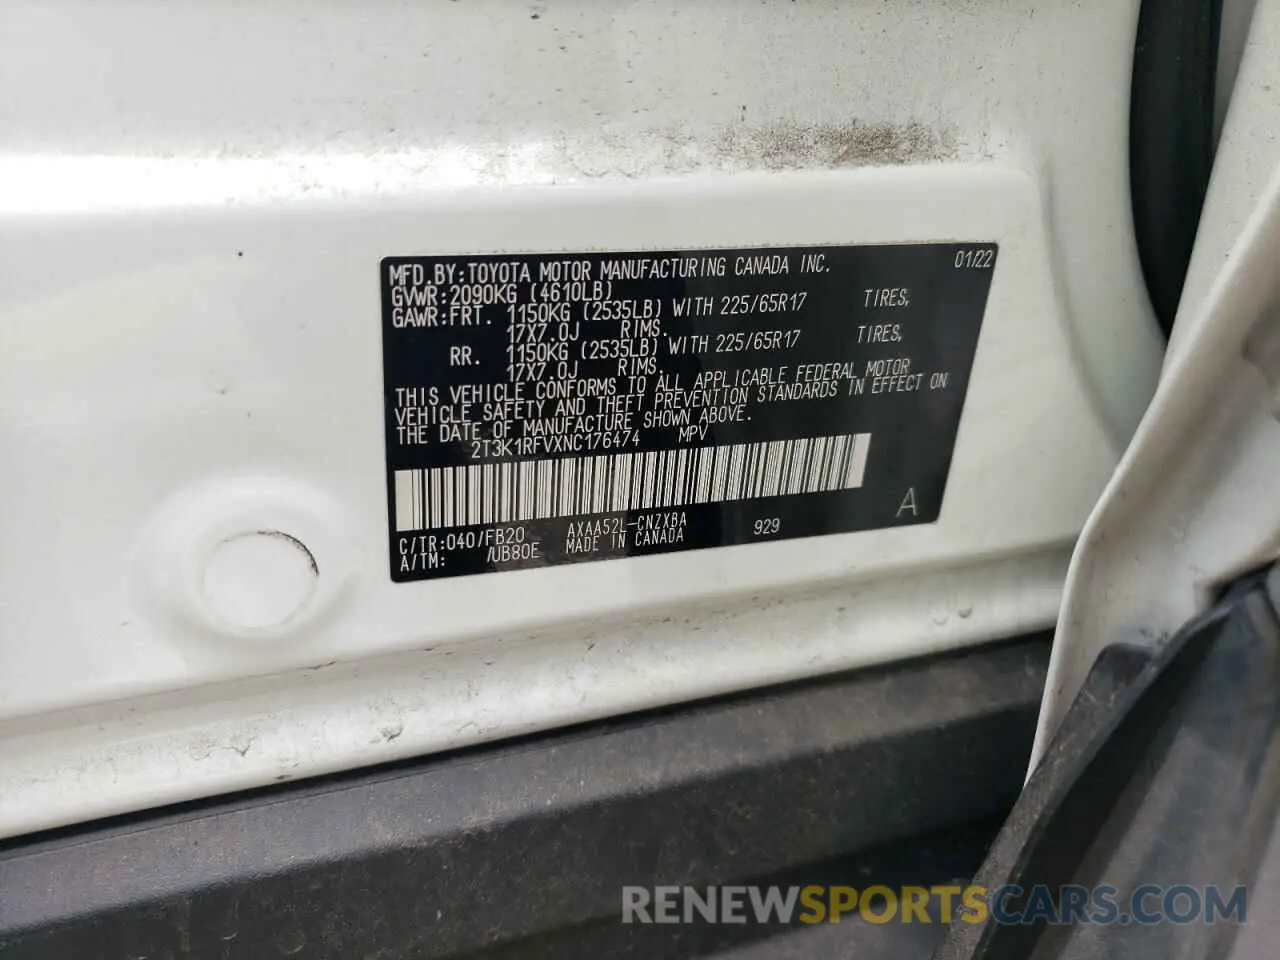 MFD.BY:TOYOTA MOTOR MANUFACTURING CANADA INC. 01/22
GVWR:2090KG (4610LB)
GAWR:FRT. 1150KG (2535LB) WITH 225/65R17 TIRES,
17X7.0J RIMS.
RR. 1150KG (2535LB) WITH 225/65R17 TIRES,
17X7.0J RIMS.
THIS VEHICLE CONFORMS TO ALL APPLICABLE FEDERAL MOTOR
VEHICLE SAFETY AND THEFT PREVENTION STANDARDS IN EFFECT ON
THE DATE OF MANUFACTURE SHOWN ABOVE.
2T3K1RFVXNC176474 MPV
C/TR:040/FB20 AXAA52L-CNZXBA 929 A
A/TM: /UB80E MADE IN CANADA
RENEWSPORTSCARS.COM